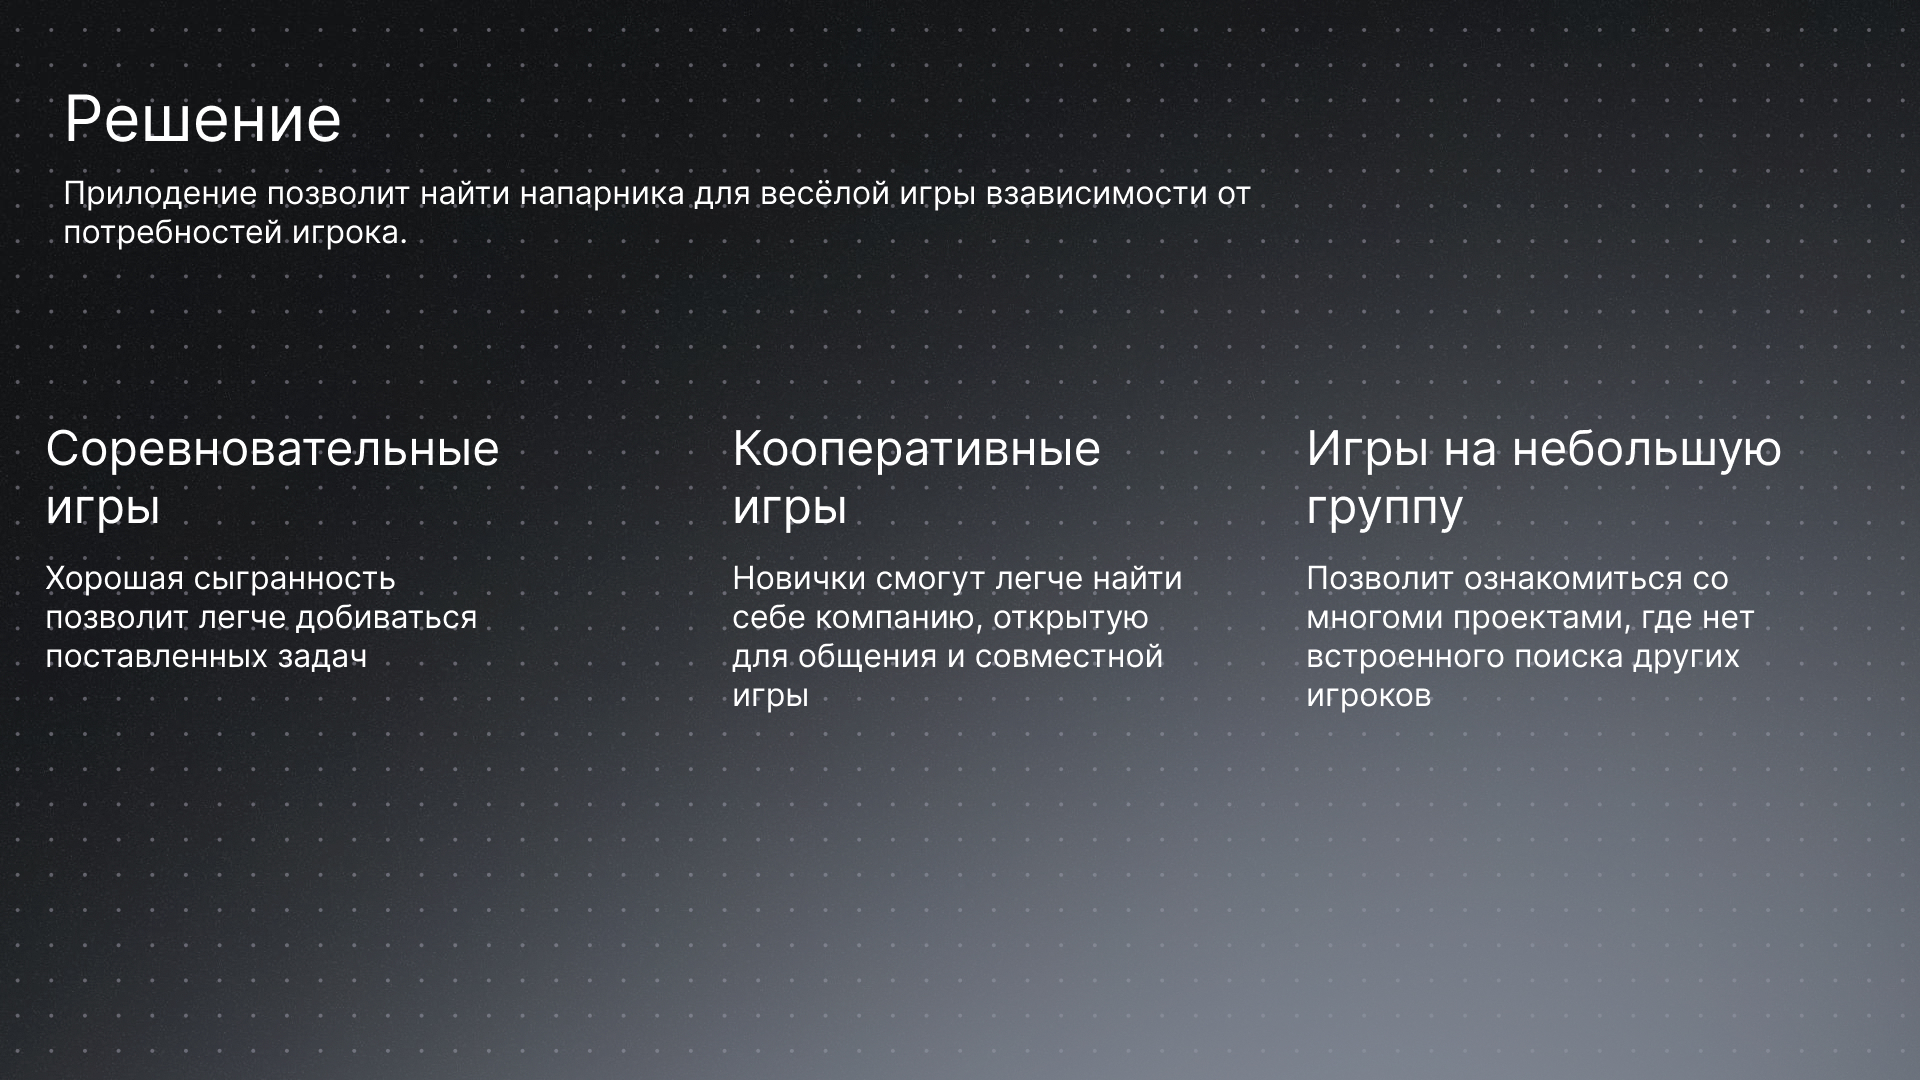 Решение
Прилодение позволит найти напарника для весёлой игры взависимости от
потребностей игрока.
Соревновательные
игры
Хорошая сыгранность
позволит легче добиваться
поставленных задач
Кооперативные
игры
Новички смогут легче найти
себе компанию, открытую
для общения и совместной
игры
Игры на небольшую
группу
Позволит ознакомиться со
многоми проектами, где нет
встроенного поиска других
игроков